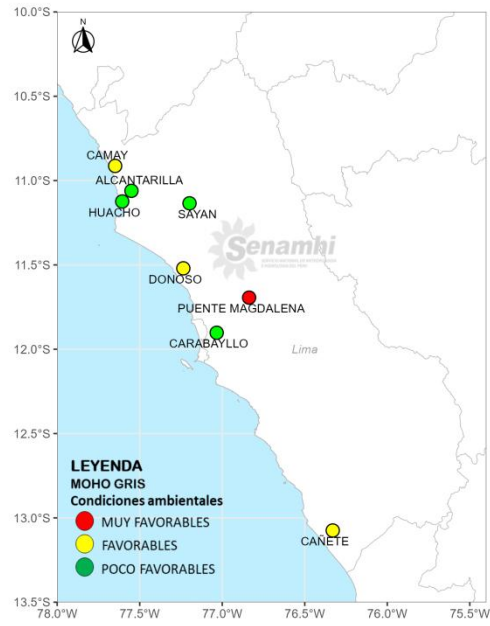 10.0°S
N
10.5°S
CAMAY
ALCANTARILLA
11.0°S
HUACHO
SAYAN
Senamhi
11.5°S
DONOSO
PUENTE MAGDALENA
CARABAYLLO
Lima
12.0°S
12.5°S
LEYENDA
MOHO GRIS
Condiciones ambientales
MUY FAVORABLES
FAVORABLES
POCO FAVORABLES
13.0°S
CAÑETE
13.5°S
78.0°W 77.5°W 77.0°W 76.5°W 76.0°W 75.5°W